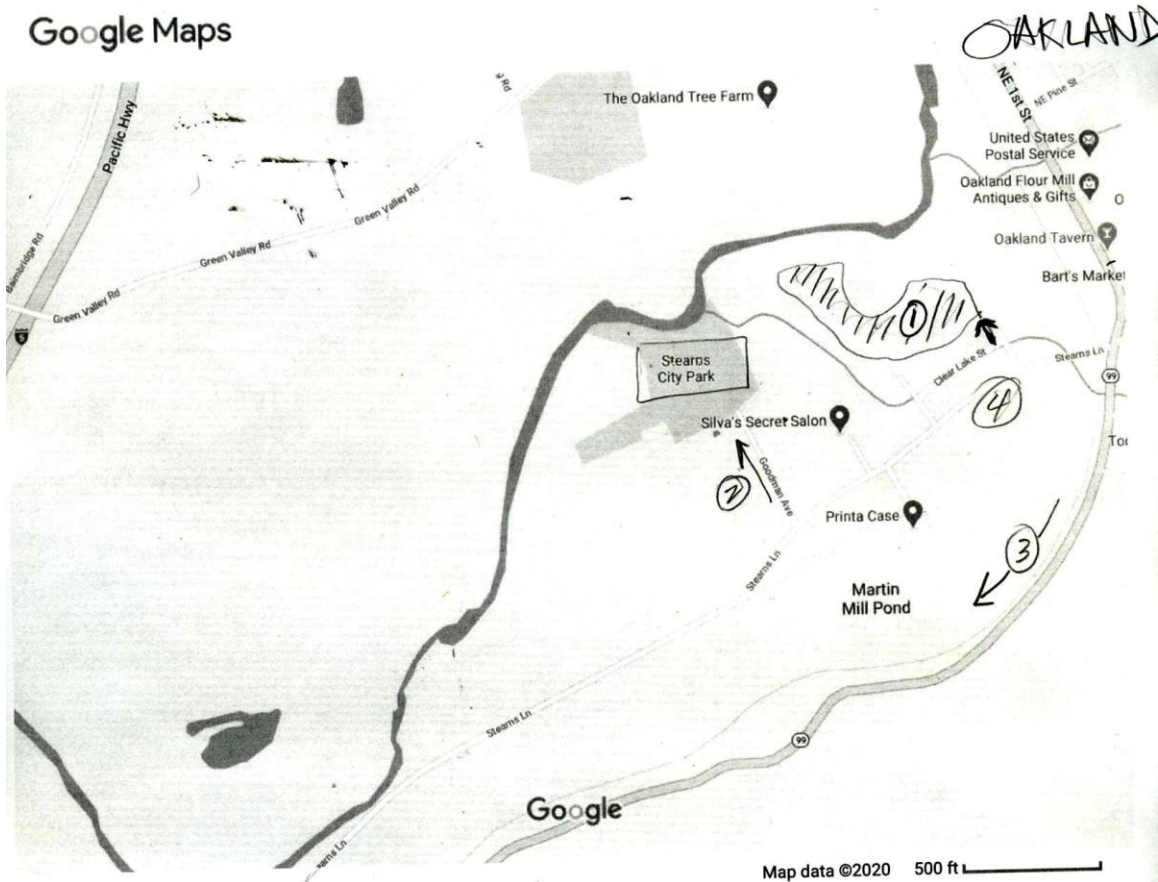 Google Maps
OAKLAND
Pacific Hwy
The Oakland Tree Farm
NE 1st St
NE Pine St
United States
Postal Service
Oakland Flour Mill
Antiques & Gifts
Green Valley Rd
Green Valley Rd
Green Valley Rd
Oakland Tavern
Bart's Market
5
1
Stearns
City Park
Clear Lake St
Stearns Ln
99
4
Silva's Secret Salon
2
Goodman Ave
Printa Case
Stearns Ln
3
Martin
Mill Pond
Stearns Ln
99
Google
Map data ©2020 500 ft